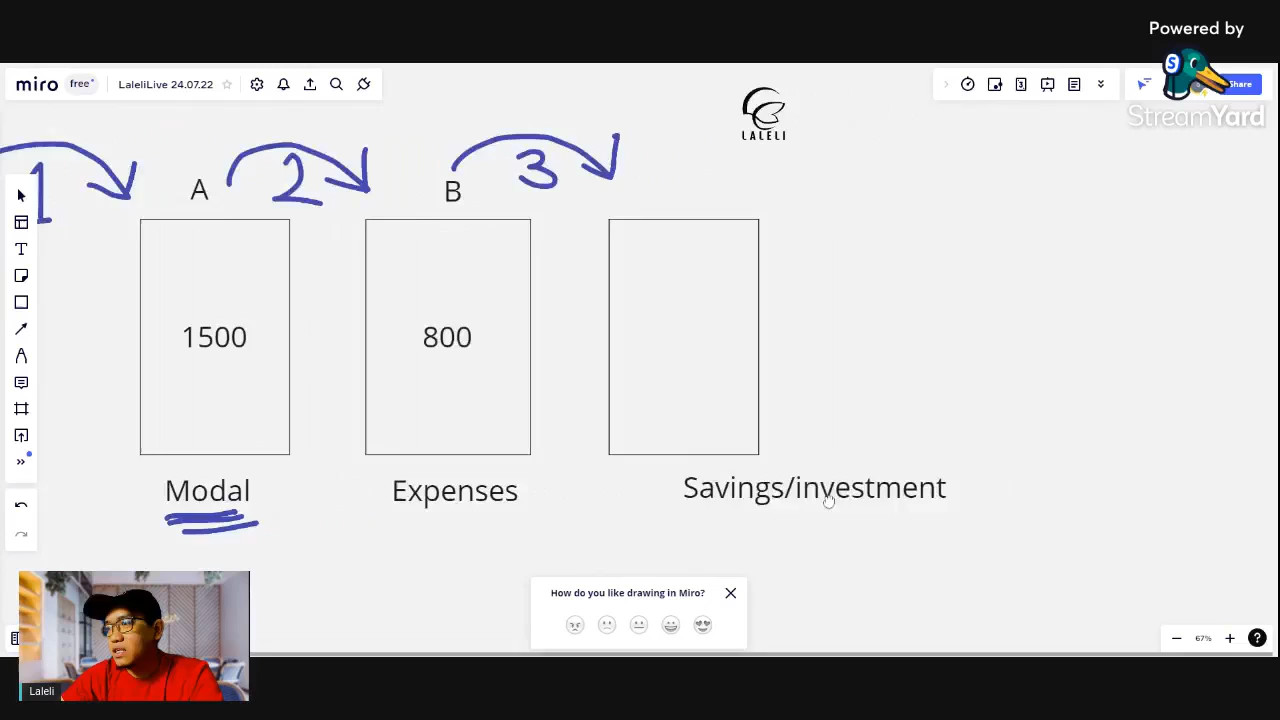 Powered by
StreamYard
miro free LaleliLive 24.07.22
Share
LALELI
1 A 2 B 3
1500 800
Modal Expenses Savings/investment
How do you like drawing in Miro?
67%
Laleli